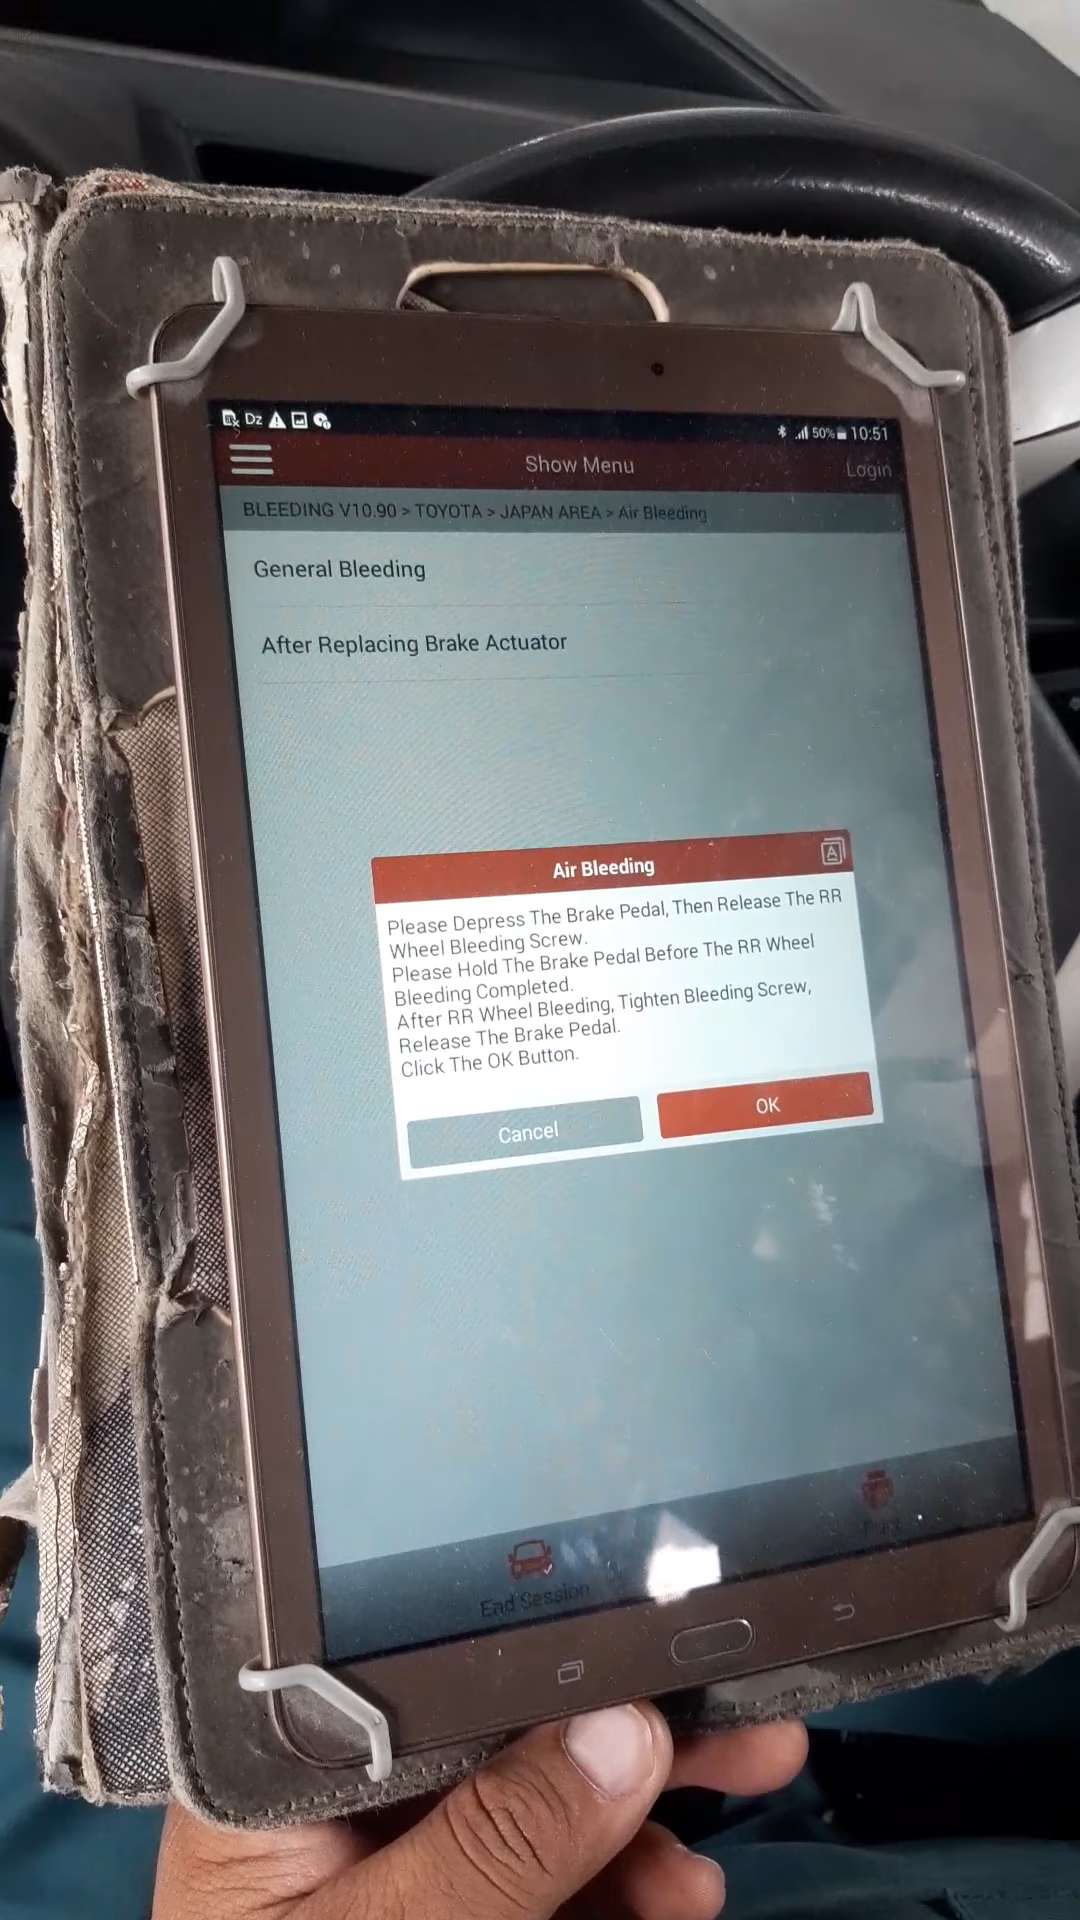 Dz 50% 10:51
Show Menu Login
BLEEDING V10.90 > TOYOTA > JAPAN AREA > Air Bleeding
General Bleeding
After Replacing Brake Actuator
Air Bleeding
A
Please Depress The Brake Pedal, Then Release The RR
Wheel Bleeding Screw.
Please Hold The Brake Pedal Before The RR Wheel
Bleeding Completed.
After RR Wheel Bleeding, Tighten Bleeding Screw,
Release The Brake Pedal.
Click The OK Button.
Cancel OK
End Session